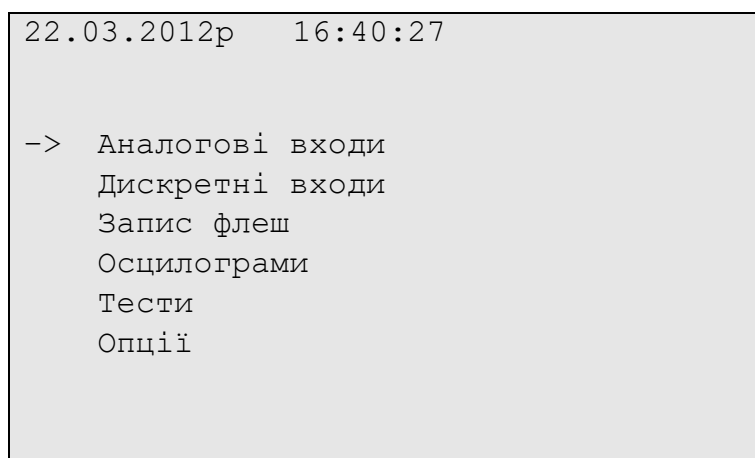 22.03.2012р 16:40:27
–> Аналогові входи
Дискретні входи
Запис флеш
Осцилограми
Тести
Опції